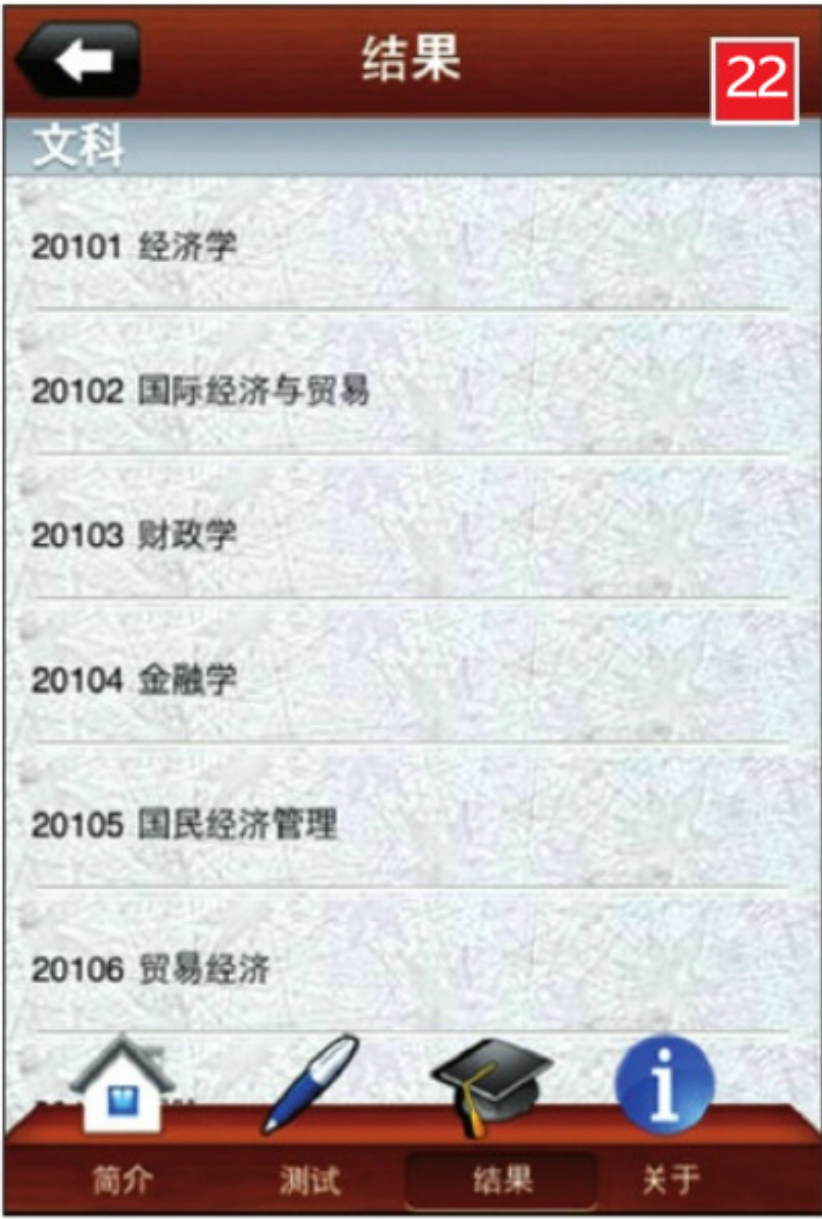 结果
22
文科
20101 经济学
20102 国际经济与贸易
20103 财政学
20104 金融学
20105 国民经济管理
20106 贸易经济
简介 测试 结果 关于